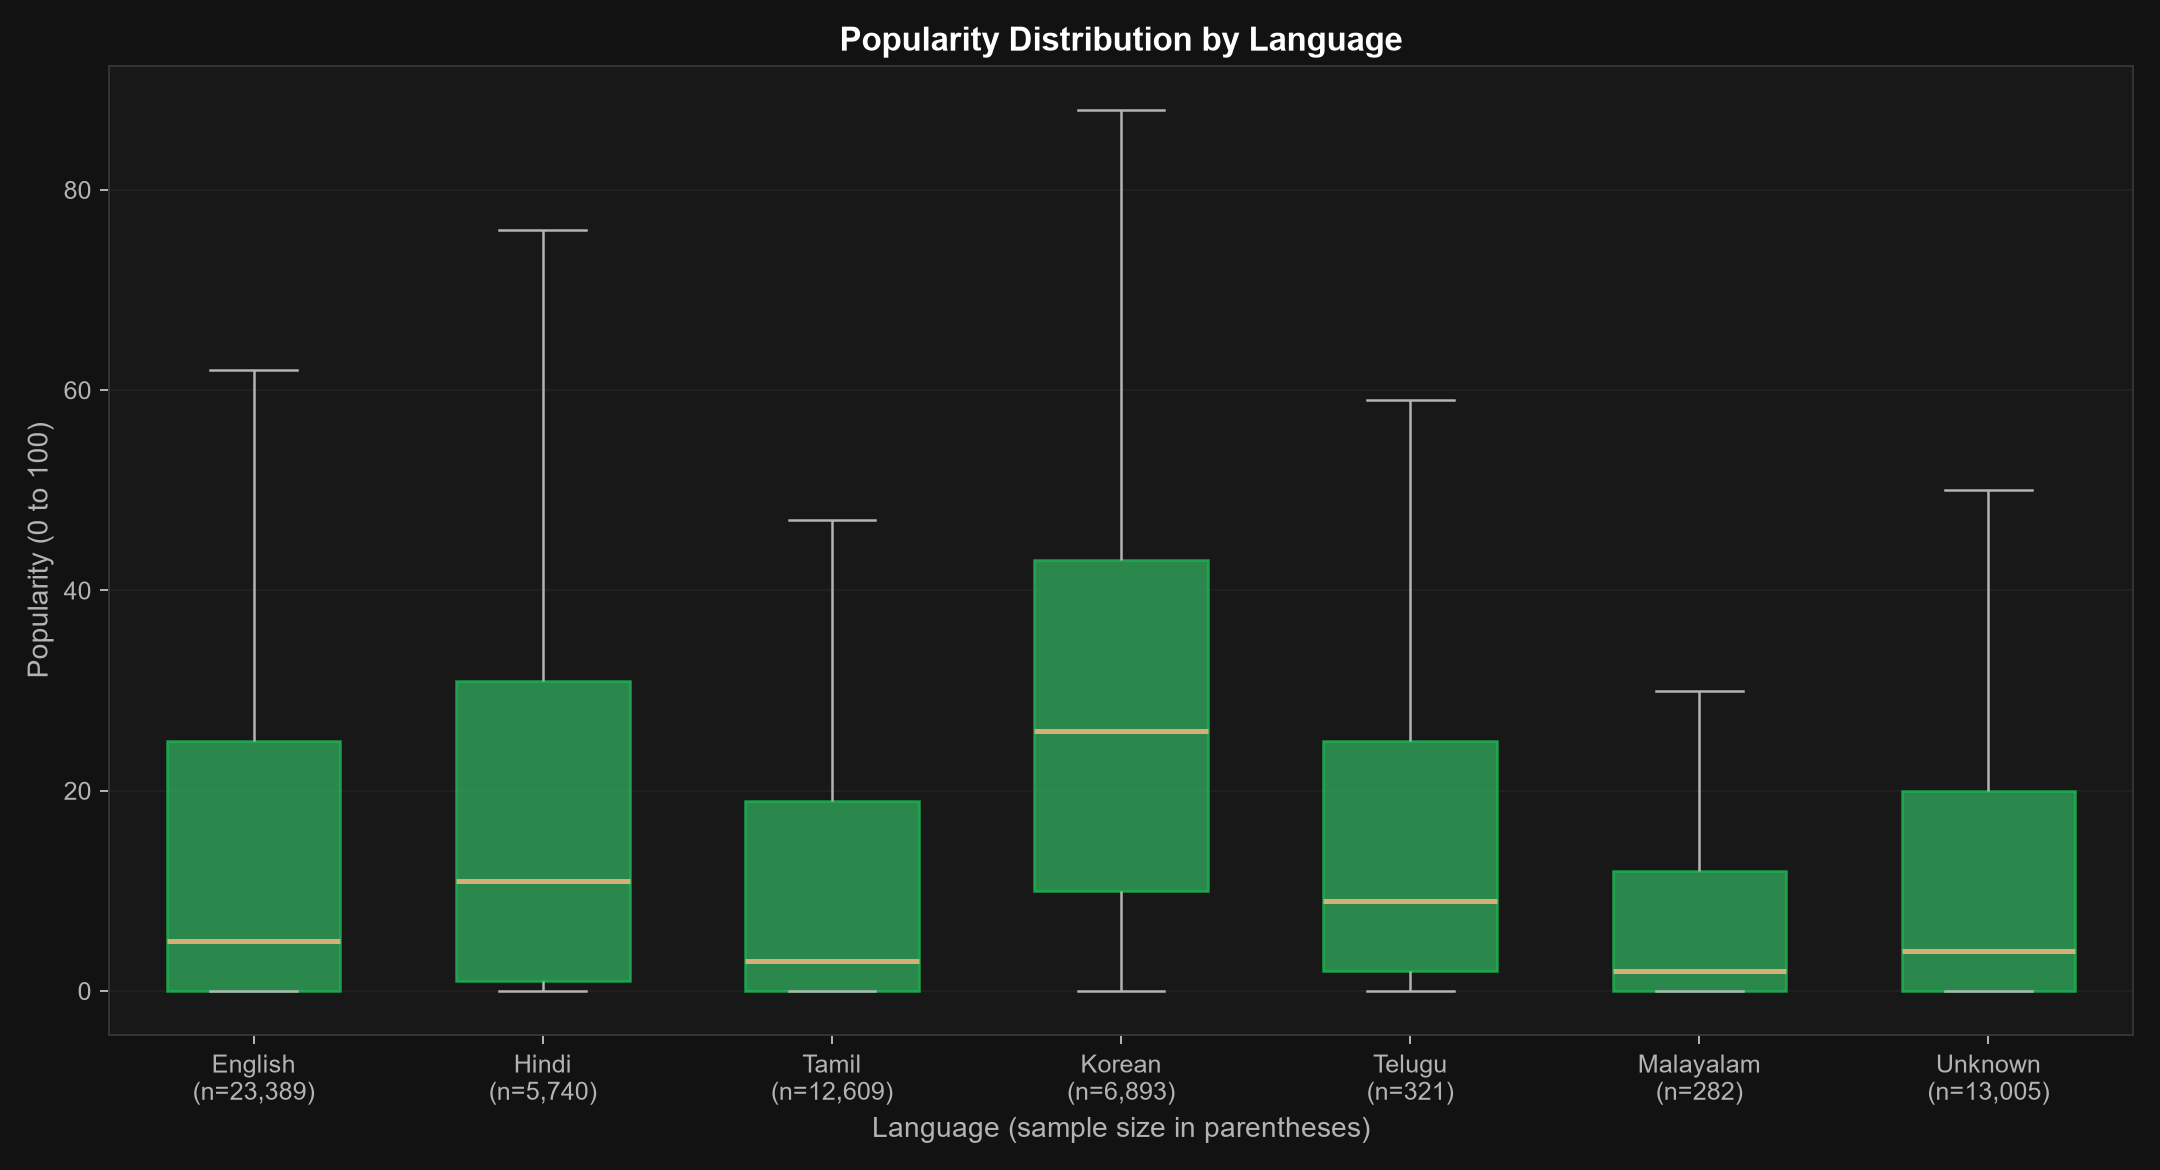 Popularity Distribution by Language
Popularity (0 to 100)
80
60
40
20
0
English
(n=23,389)
Hindi
(n=5,740)
Tamil
(n=12,609)
Korean
(n=6,893)
Telugu
(n=321)
Malayalam
(n=282)
Unknown
(n=13,005)
Language (sample size in parentheses)